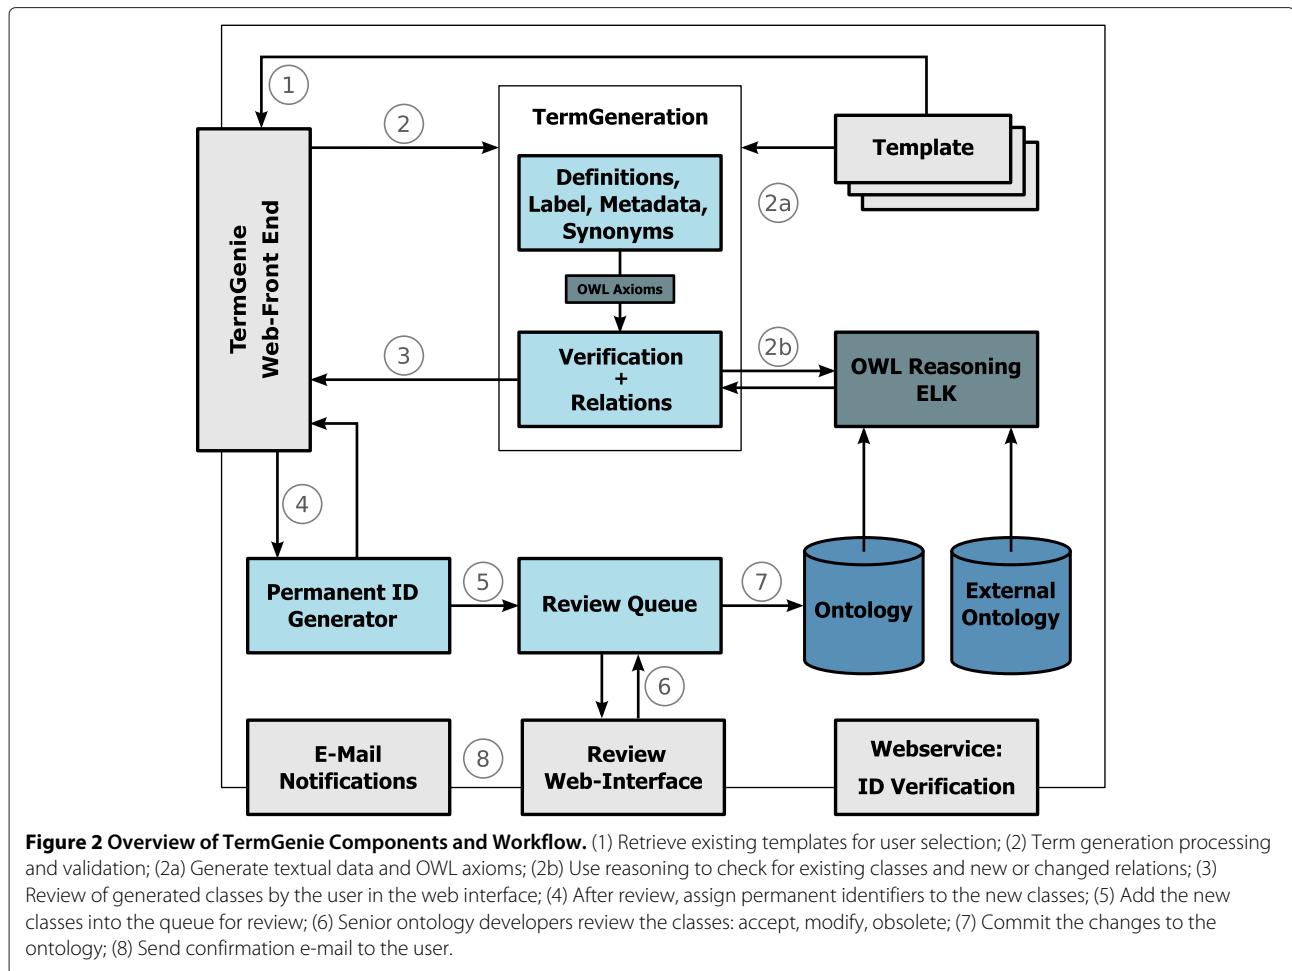 1
2
TermGeneration
Template
Definitions,
Label, Metadata,
Synonyms
2a
TermGenie
Web-Front End
OWL Axioms
3
Verification
+
Relations
2b
OWL Reasoning
ELK
4
Permanent ID
Generator
5
Review Queue
7
Ontology
External
Ontology
6
E-Mail
Notifications
8
Review
Web-Interface
Webservice:
ID Verification
Figure 2 Overview of TermGenie Components and Workflow. (1) Retrieve existing templates for user selection; (2) Term generation processing
and validation; (2a) Generate textual data and OWL axioms; (2b) Use reasoning to check for existing classes and new or changed relations; (3)
Review of generated classes by the user in the web interface; (4) After review, assign permanent identifiers to the new classes; (5) Add the new
classes into the queue for review; (6) Senior ontology developers review the classes: accept, modify, obsolete; (7) Commit the changes to the
ontology; (8) Send confirmation e-mail to the user.